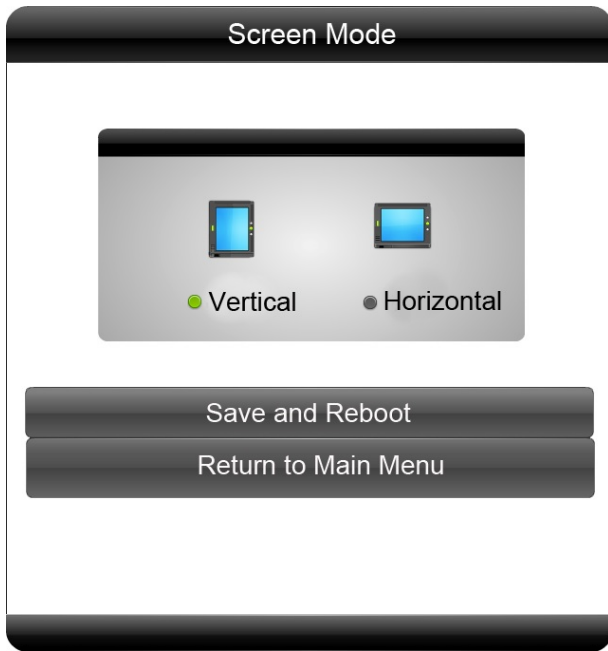 Screen Mode
Vertical
Horizontal
Save and Reboot
Return to Main Menu